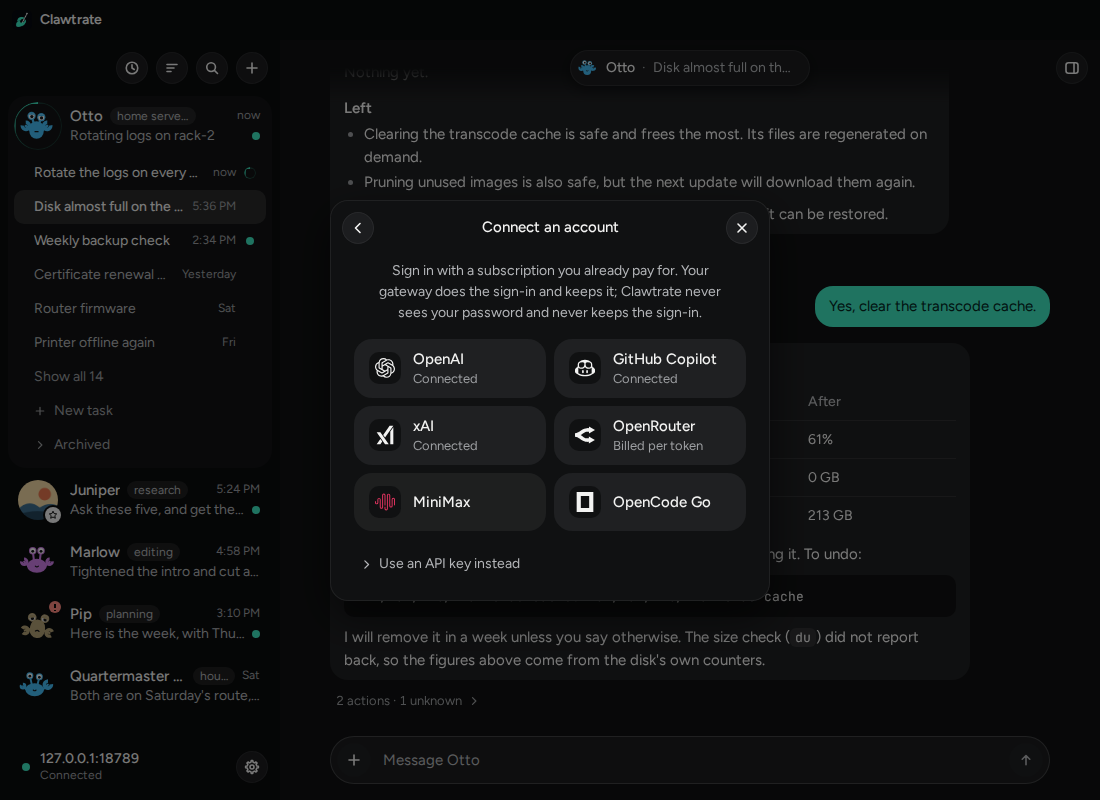 Clawtrate
Otto home serve... now
Rotating logs on rack-2
Rotate the logs on every ... now
Disk almost full on the ... 5:36 PM
Weekly backup check 2:34 PM
Certificate renewal ... Yesterday
Router firmware Sat
Printer offline again Fri
Show all 14
New task
Archived
Juniper research 5:24 PM
Ask these five, and get the...
Marlow editing 4:58 PM
Tightened the intro and cut a...
Pip planning 3:10 PM
Here is the week, with Thu...
Quartermaster ... hou... Sat
Both are on Saturday's route,...
127.0.0.1:18789
Connected
Otto · Disk almost full on th...
Nothing yet.
Left
Clearing the transcode cache is safe and frees the most. Its files are regenerated on
demand.
Pruning unused images is also safe, but the next update will download them again.
it can be restored.
Yes, clear the transcode cache.
After
61%
0 GB
213 GB
it. To undo:
cache
I will remove it in a week unless you say otherwise. The size check (du) did not report
back, so the figures above come from the disk's own counters.
2 actions · 1 unknown
Message Otto
Connect an account
Sign in with a subscription you already pay for. Your
gateway does the sign-in and keeps it; Clawtrate never
sees your password and never keeps the sign-in.
OpenAI
Connected
GitHub Copilot
Connected
xAI
Connected
OpenRouter
Billed per token
MiniMax
OpenCode Go
Use an API key instead